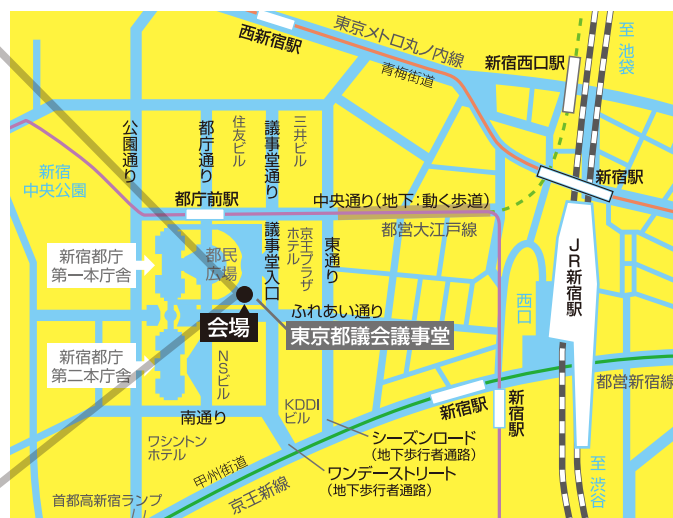 西新宿駅
東京メトロ丸ノ内線
青梅街道
新宿西口駅
至 池袋
新宿駅
公園通り
都庁通り
住友ビル
議事堂通り
三井ビル
新宿
中央公園
都庁前駅
中央通り(地下:動く歩道)
都営大江戸線
新宿都庁
第一本庁舎
都民
広場
議事堂入口
京王プラザ
ホテル
東通り
西口
JR新宿駅
ふれあい通り
会場
東京都議会議事堂
新宿都庁
第二本庁舎
NSビル
KDDI
ビル
南通り
新宿駅
新宿駅
都営新宿線
ワシントン
ホテル
シーズンロード
(地下歩行者通路)
甲州街道
ワンデーストリート
(地下歩行者通路)
至 渋谷
首都高新宿ランプ
京王新線